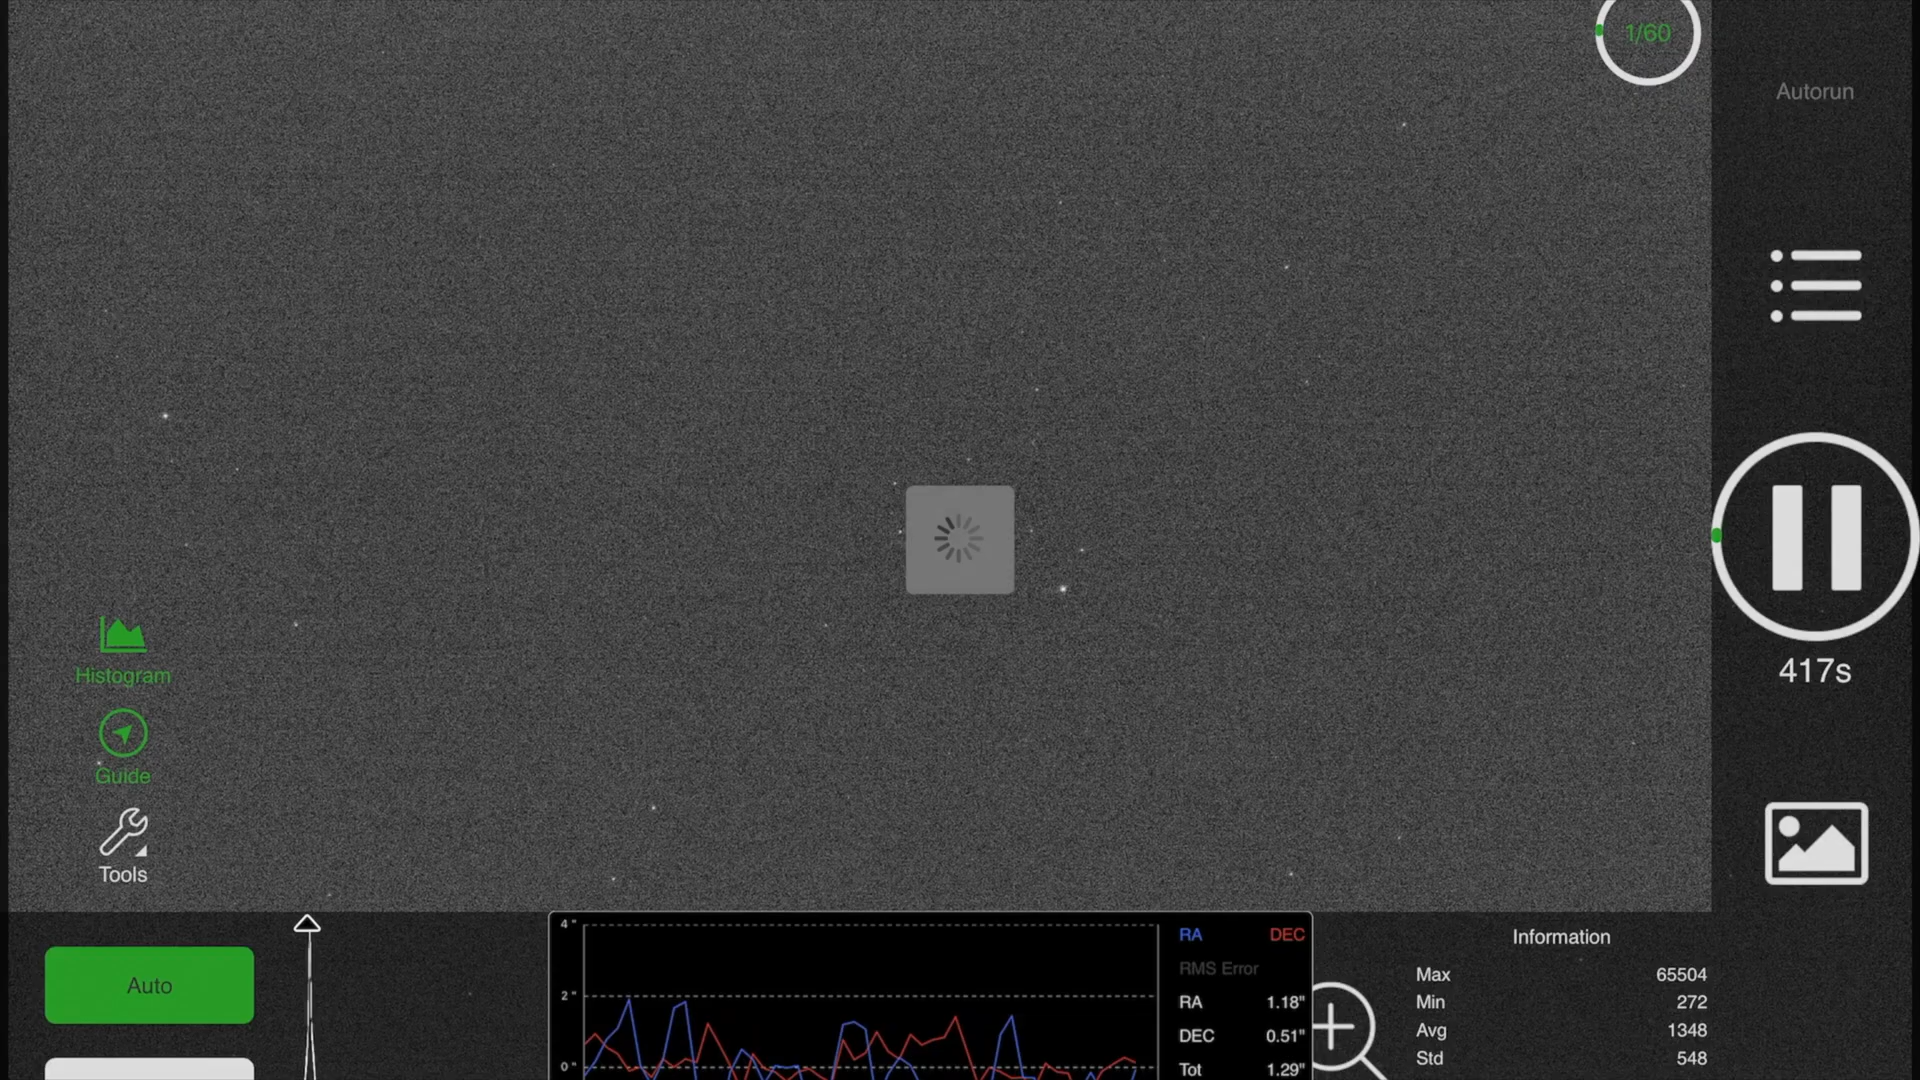 1/60
Autorun
417s
Histogram
Guide
Tools
Auto
4"
2"
0"
RA DEC
RMS Error
RA 1.18"
DEC 0.51"
Tot 1.29"
Information
Max 65504
Min 272
Avg 1348
Std 548